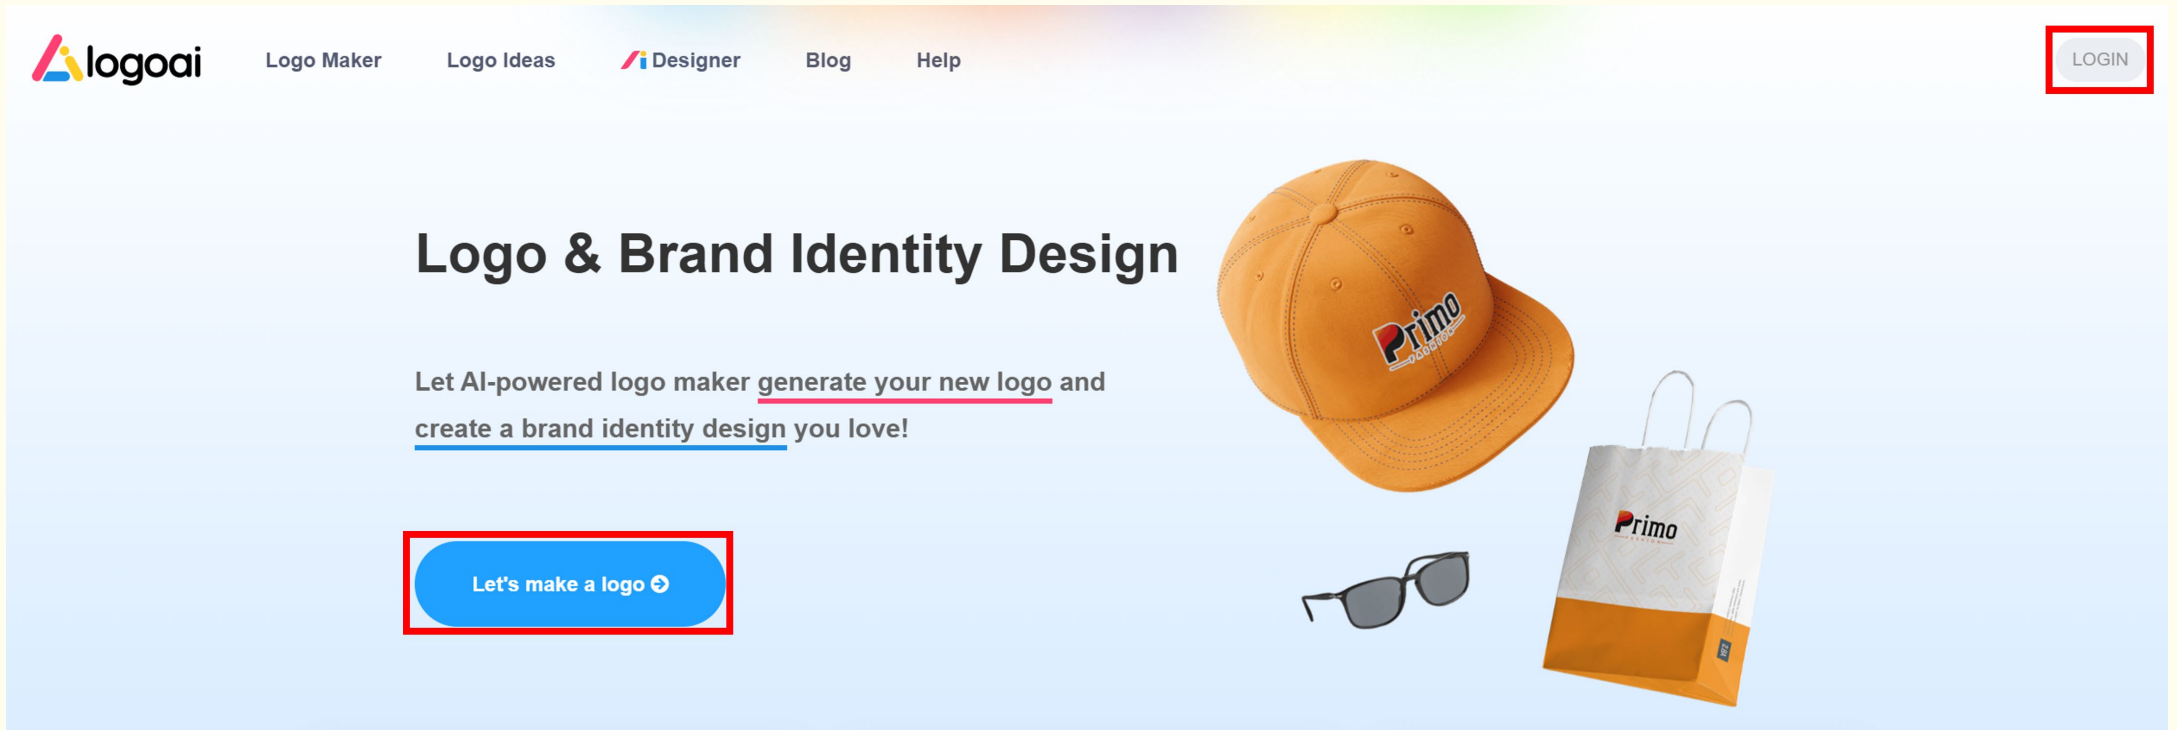 logoai
Logo Maker
Logo Ideas
Designer
Blog
Help
LOGIN
Logo & Brand Identity Design
Let AI-powered logo maker generate your new logo and
create a brand identity design you love!
Let's make a logo
Primo
FASHION
Primo